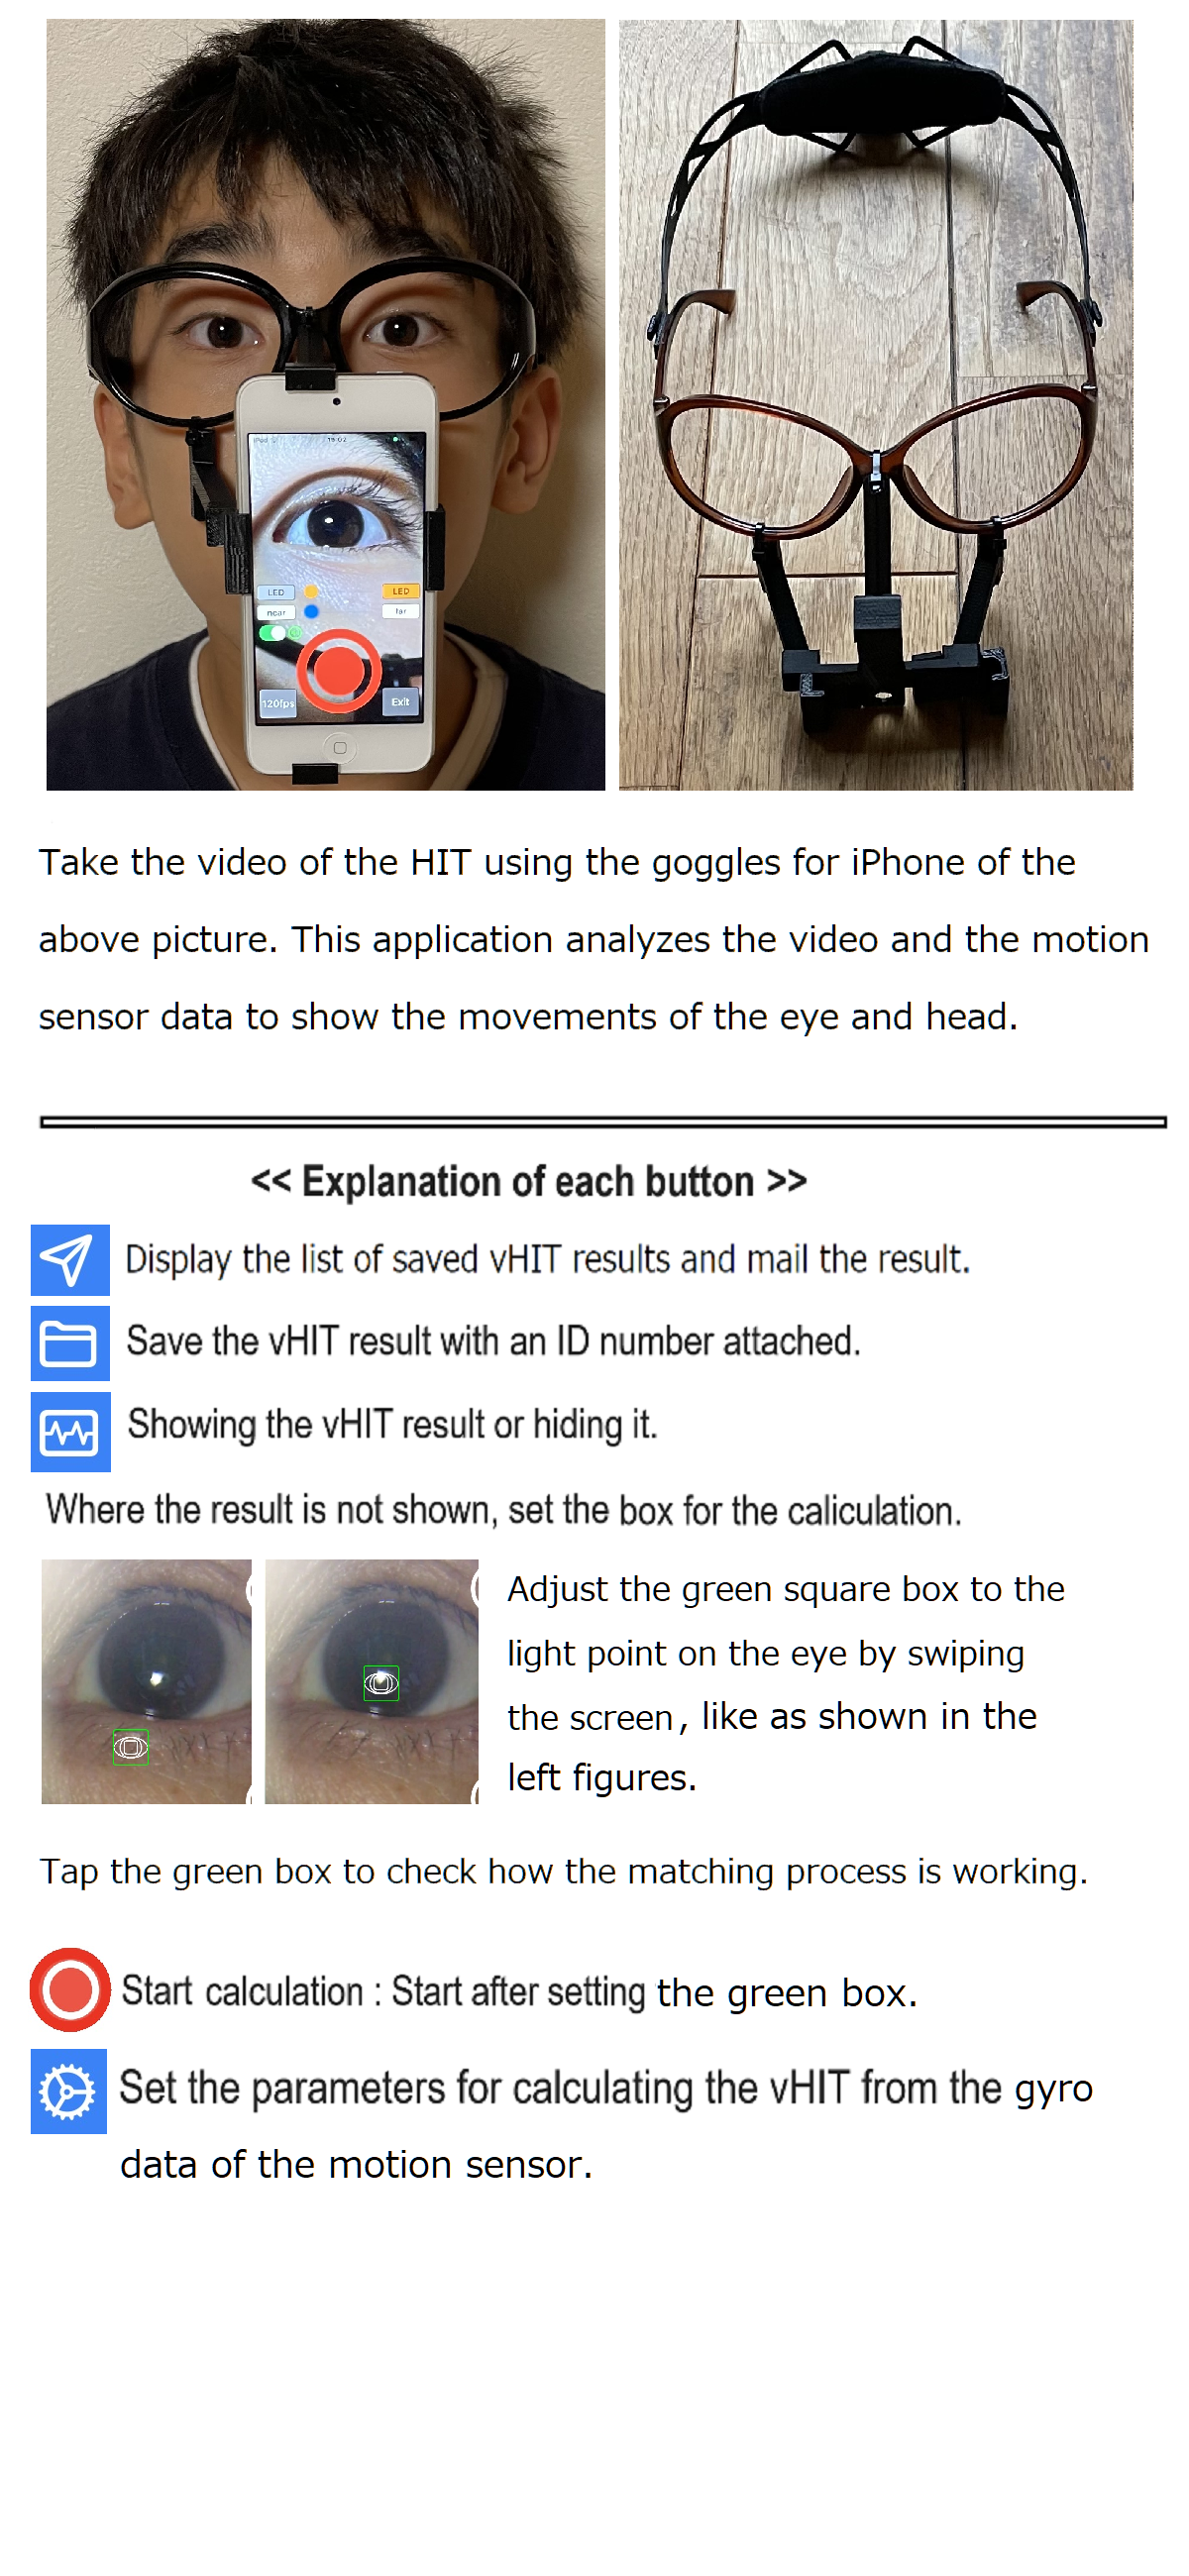 iPod
15:02
LED
LED
near
far
120fps
Exit
Take the video of the HIT using the goggles for iPhone of the
above picture. This application analyzes the video and the motion
sensor data to show the movements of the eye and head.
<< Explanation of each button >>
Display the list of saved vHIT results and mail the result.
Save the vHIT result with an ID number attached.
Showing the vHIT result or hiding it.
Where the result is not shown, set the box for the caliculation.
Adjust the green square box to the
light point on the eye by swiping
the screen, like as shown in the
left figures.
Tap the green box to check how the matching process is working.
Start calculation : Start after setting the green box.
Set the parameters for calculating the vHIT from the gyro
data of the motion sensor.